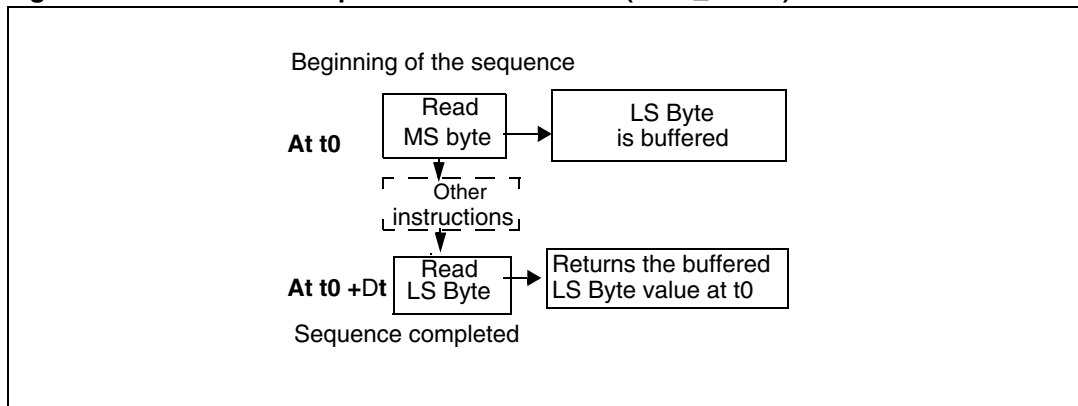 Beginning of the sequence
At t0
Read
MS byte
LS Byte
is buffered
Other
instructions
At t0 +Dt
Read
LS Byte
Returns the buffered
LS Byte value at t0
Sequence completed